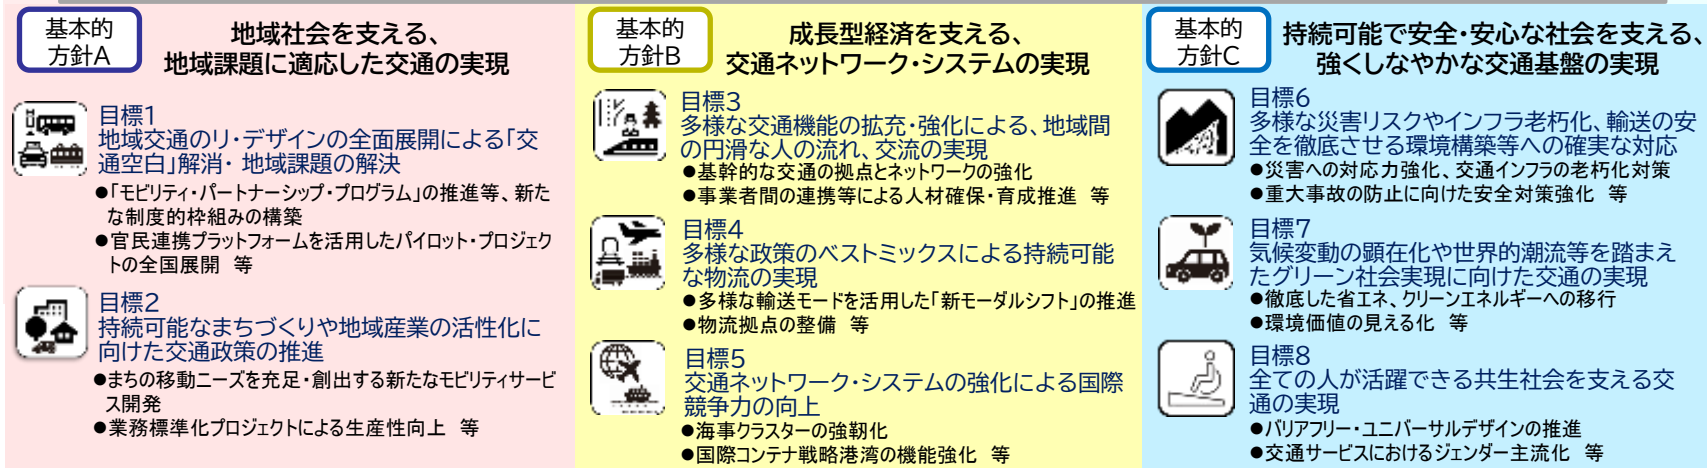 基本的
方針A
地域社会を支える、
地域課題に適応した交通の実現
目標1
地域交通のリ・デザインの全面展開による「交
通空白」解消・ 地域課題の解決
●「モビリティ・パートナーシップ・プログラム」の推進等、新た
な制度的枠組みの構築
●官民連携プラットフォームを活用したパイロット・プロジェク
トの全国展開 等
目標2
持続可能なまちづくりや地域産業の活性化に
向けた交通政策の推進
●まちの移動ニーズを充足・創出する新たなモビリティサービ
ス開発
●業務標準化プロジェクトによる生産性向上 等
基本的
方針B
成長型経済を支える、
交通ネットワーク・システムの実現
目標3
多様な交通機能の拡充・強化による、地域間
の円滑な人の流れ、交流の実現
●基幹的な交通の拠点とネットワークの強化
●事業者間の連携等による人材確保・育成推進 等
目標4
多様な政策のベストミックスによる持続可能
な物流の実現
●多様な輸送モードを活用した「新モーダルシフト」の推進
●物流拠点の整備 等
目標5
交通ネットワーク・システムの強化による国際
競争力の向上
●海事クラスターの強靱化
●国際コンテナ戦略港湾の機能強化 等
基本的
方針C
持続可能で安全・安心な社会を支える、
強くしなやかな交通基盤の実現
目標6
多様な災害リスクやインフラ老朽化、輸送の安
全を徹底させる環境構築等への確実な対応
●災害への対応力強化、交通インフラの老朽化対策
●重大事故の防止に向けた安全対策強化 等
目標7
気候変動の顕在化や世界的潮流等を踏まえ
たグリーン社会実現に向けた交通の実現
●徹底した省エネ、クリーンエネルギーへの移行
●環境価値の見える化 等
目標8
全ての人が活躍できる共生社会を支える交
通の実現
●バリアフリー・ユニバーサルデザインの推進
●交通サービスにおけるジェンダー主流化 等